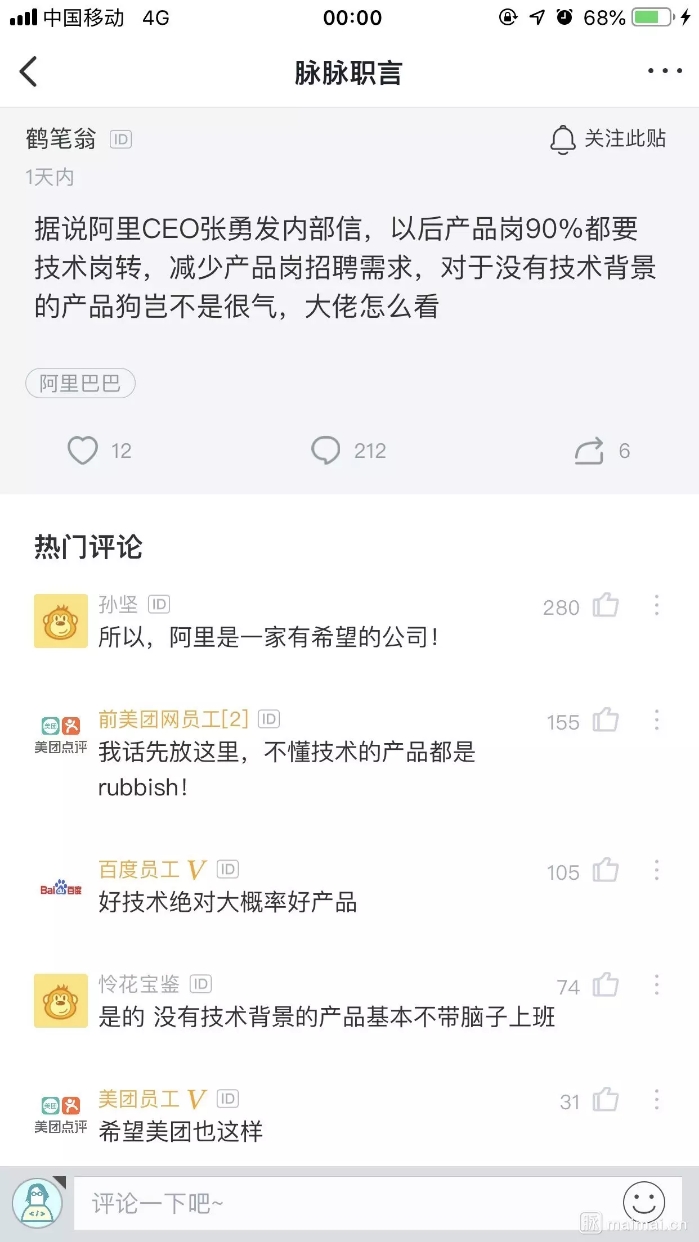 中国移动 4G 00:00 68%
脉脉职言
鹤笔翁 ID 关注此贴
1天内
据说阿里CEO张勇发内部信，以后产品岗90%都要
技术岗转，减少产品岗招聘需求，对于没有技术背景
的产品狗岂不是很气，大佬怎么看
阿里巴巴
12 212 6
热门评论
孙坚 ID 280
所以，阿里是一家有希望的公司！
前美团网员工[2] ID 155
美团 美团点评
我话先放这里，不懂技术的产品都是
rubbish！
百度员工 V ID 105
Bai百度
好技术绝对大概率好产品
怜花宝鉴 ID 74
是的 没有技术背景的产品基本不带脑子上班
美团员工 V ID 31
美团 美团点评
希望美团也这样
</> 评论一下吧~
脉 maimai.cn